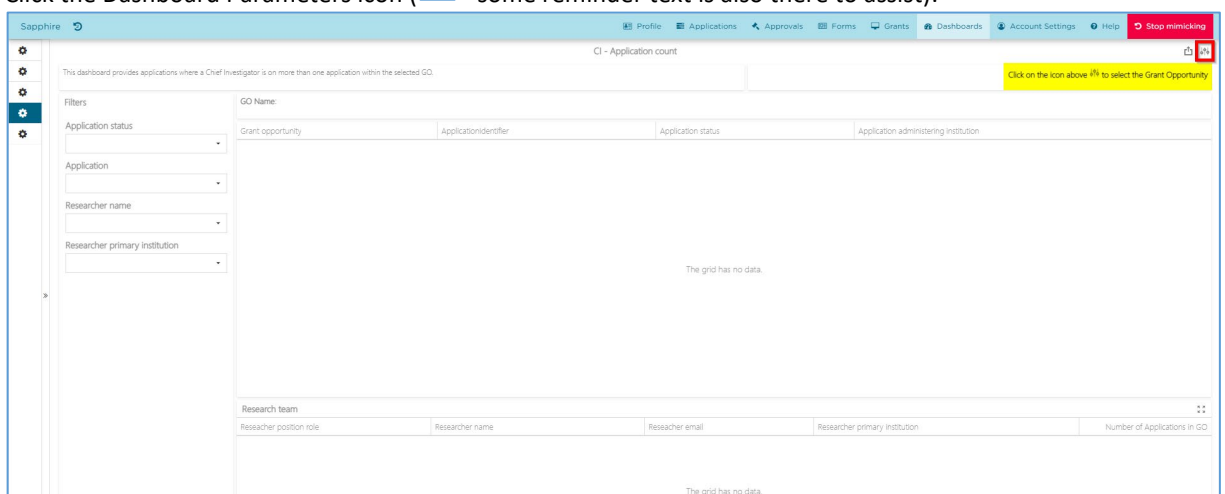 Click the Dashboard Parameters icon ( - some reminder text is also there to assist).
Sapphire Profile Applications Approvals Forms Grants Dashboards Account Settings Help Stop mimicking
CI - Application count
This dashboard provides applications where a Chief Investigator is on more than one application within the selected GO.
Click on the icon above to select the Grant Opportunity
Filters
GO Name:
Application status
Grant opportunity ApplicationIdentifier Application status Application administering institution
Application
Researcher name
Researcher primary institution
The grid has no data.
Research team
Reseacher position role Researcher name Reseacher email Researcher primary institution Number of Applications in GO
The grid has no data.